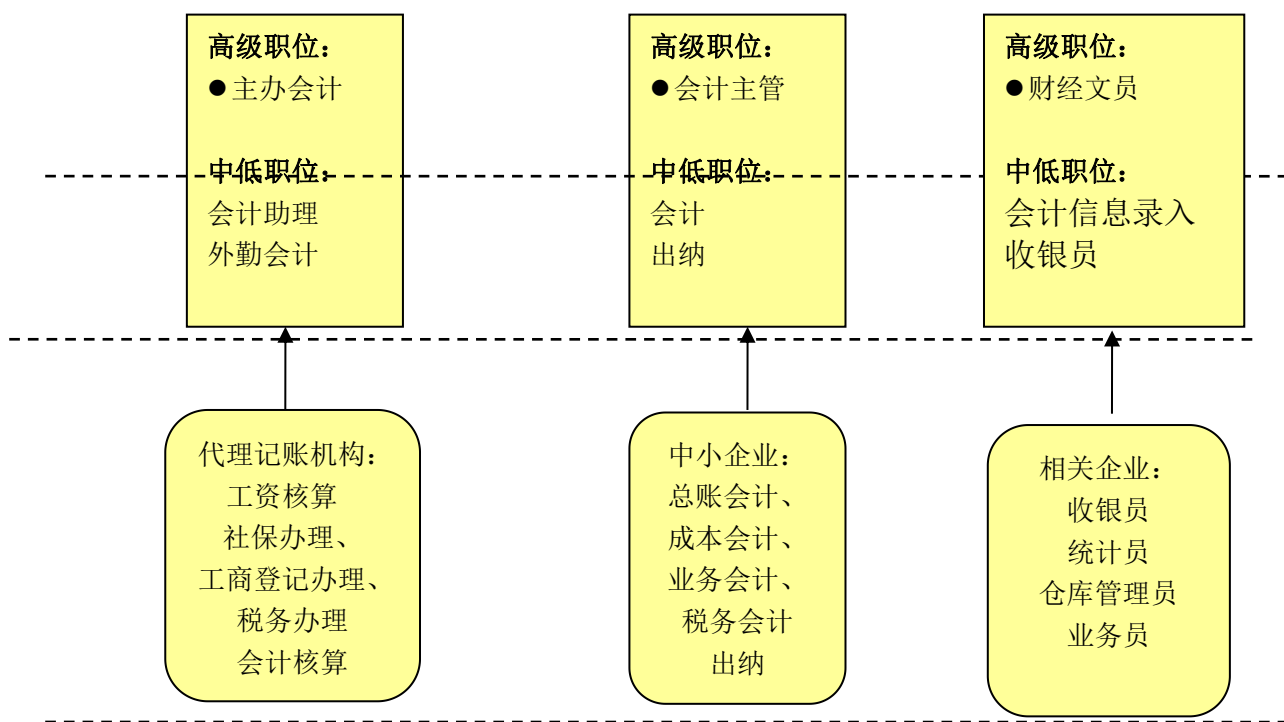 高级职位：
●主办会计
中低职位：
会计助理
外勤会计
高级职位：
●会计主管
中低职位：
会计
出纳
高级职位：
●财经文员
中低职位：
会计信息录入
收银员
代理记账机构：
工资核算
社保办理、
工商登记办理、
税务办理
会计核算
中小企业：
总账会计、
成本会计、
业务会计、
税务会计
出纳
相关企业：
收银员
统计员
仓库管理员
业务员